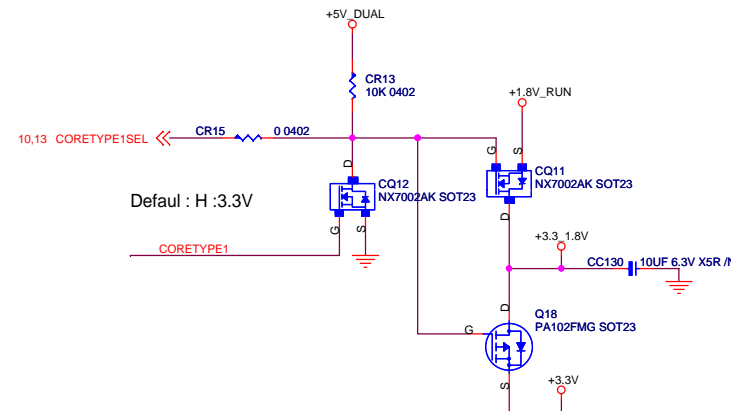 +5V_DUAL
CR13
10K 0402
+1.8V_RUN
10,13 CORETYPE1SEL
CR15
0 0402
G
S
D
CQ11
NX7002AK SOT23
CQ12
NX7002AK SOT23
Defaul : H :3.3V
D
G
S
+3.3_1.8V
CORETYPE1
CC130
10UF 6.3V X5R /N
D
Q18
PA102FMG SOT23
G
S
+3.3V